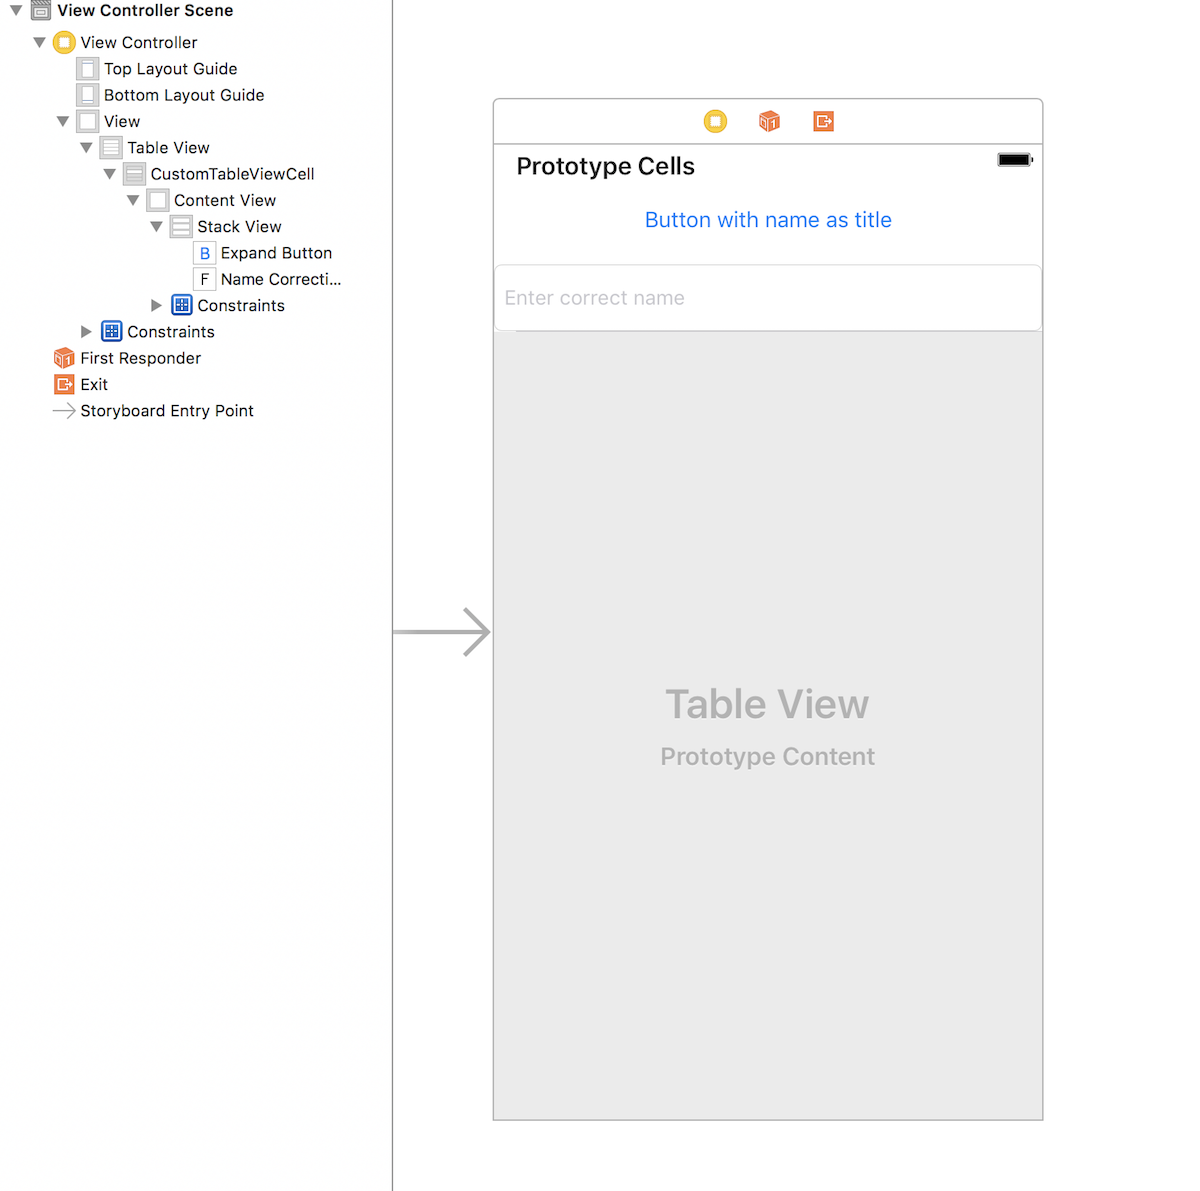 View Controller Scene
View Controller
Top Layout Guide
Bottom Layout Guide
View
Table View
CustomTableViewCell
Content View
Stack View
B Expand Button
F Name Correcti...
Constraints
Constraints
First Responder
Exit
Storyboard Entry Point
Prototype Cells
Button with name as title
Enter correct name
Table View
Prototype Content